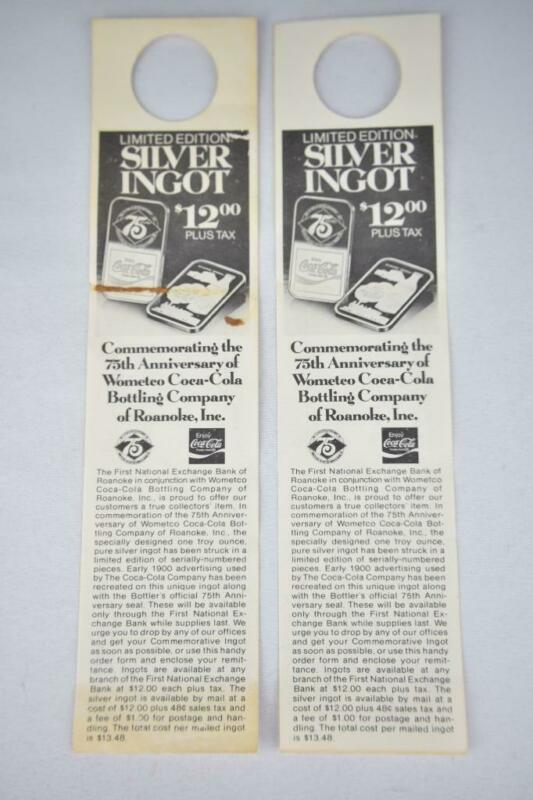 LIMITED EDITION
SILVER
INGOT
$12.00
PLUS TAX
75
Enjoy
Coca-Cola
Commemorating the
75th Anniversary of
Wometco Coca-Cola
Bottling Company
of Roanoke, Inc.
75
Enjoy
Coca-Cola
The First National Exchange Bank of
Roanoke in conjunction with Wometco
Coca-Cola Bottling Company of
Roanoke, Inc., is proud to offer our
customers a true collectors' item. In
commemoration of the 75th Anni-
versary of Wometco Coca-Cola Bot-
tling Company of Roanoke, Inc., the
specially designed one troy ounce,
pure silver ingot has been struck in a
limited edition of serially-numbered
pieces. Early 1900 advertising used
by The Coca-Cola Company has been
recreated on this unique ingot along
with the Bottler's official 75th Anni-
versary seal. These will be available
only through the First National Ex-
change Bank while supplies last. We
urge you to drop by any of our offices
and get your Commemorative Ingot
as soon as possible, or use this handy
order form and enclose your remit-
tance. Ingots are available at any
branch of the First National Exchange
Bank at $12.00 each plus tax. The
silver ingot is available by mail at a
cost of $12.00 plus 48¢ sales tax and
a fee of $1.00 for postage and han-
dling. The total cost per mailed ingot
is $13.48.
LIMITED EDITION
SILVER
INGOT
$12.00
PLUS TAX
75
Enjoy
Coca-Cola
Commemorating the
75th Anniversary of
Wometco Coca-Cola
Bottling Company
of Roanoke, Inc.
75
Enjoy
Coca-Cola
The First National Exchange Bank of
Roanoke in conjunction with Wometco
Coca-Cola Bottling Company of
Roanoke, Inc., is proud to offer our
customers a true collectors' item. In
commemoration of the 75th Anni-
versary of Wometco Coca-Cola Bot-
tling Company of Roanoke, Inc., the
specially designed one troy ounce,
pure silver ingot has been struck in a
limited edition of serially-numbered
pieces. Early 1900 advertising used
by The Coca-Cola Company has been
recreated on this unique ingot along
with the Bottler's official 75th Anni-
versary seal. These will be available
only through the First National Ex-
change Bank while supplies last. We
urge you to drop by any of our offices
and get your Commemorative Ingot
as soon as possible, or use this handy
order form and enclose your remit-
tance. Ingots are available at any
branch of the First National Exchange
Bank at $12.00 each plus tax. The
silver ingot is available by mail at a
cost of $12.00 plus 48¢ sales tax and
a fee of $1.00 for postage and han-
dling. The total cost per mailed ingot
is $13.48.